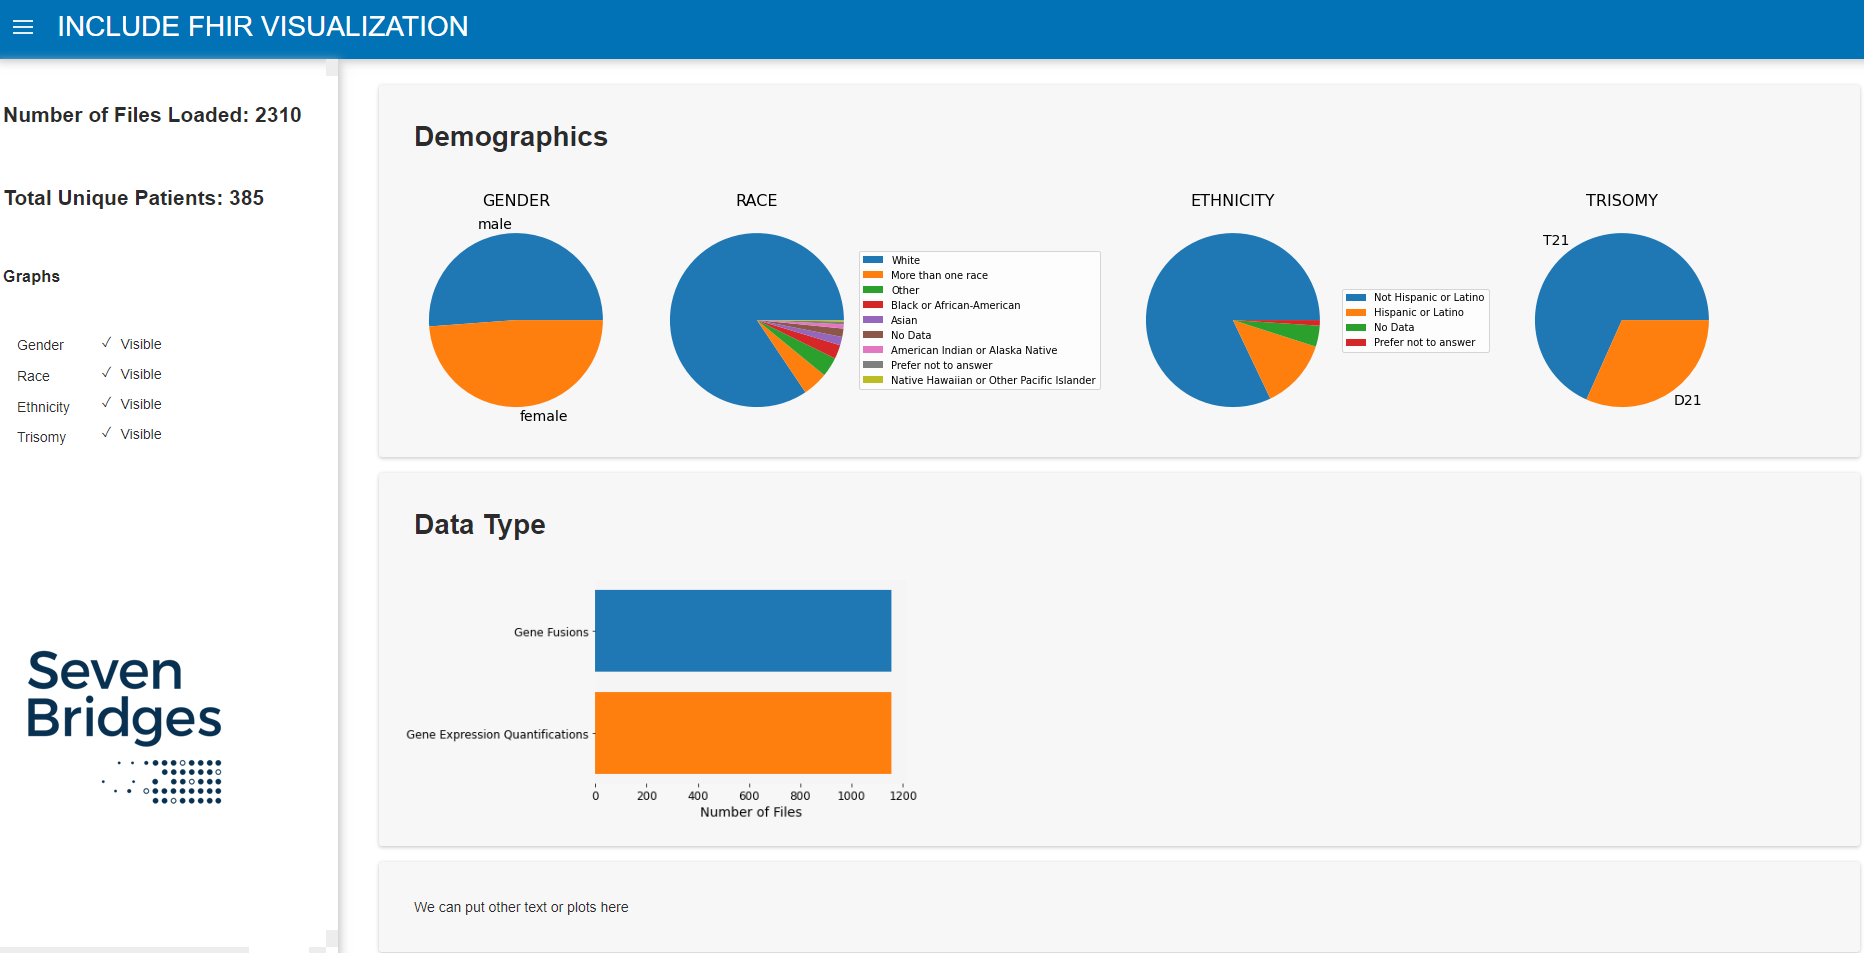 INCLUDE FHIR VISUALIZATION
Number of Files Loaded: 2310
Total Unique Patients: 385
Graphs
Gender ✓ Visible
Race ✓ Visible
Ethnicity ✓ Visible
Trisomy ✓ Visible
Seven
Bridges
Demographics
GENDER
male
female
RACE
White
More than one race
Other
Black or African-American
Asian
No Data
American Indian or Alaska Native
Prefer not to answer
Native Hawaiian or Other Pacific Islander
ETHNICITY
Not Hispanic or Latino
Hispanic or Latino
No Data
Prefer not to answer
TRISOMY
T21
D21
Data Type
Gene Fusions
Gene Expression Quantifications
0 200 400 600 800 1000 1200
Number of Files
We can put other text or plots here